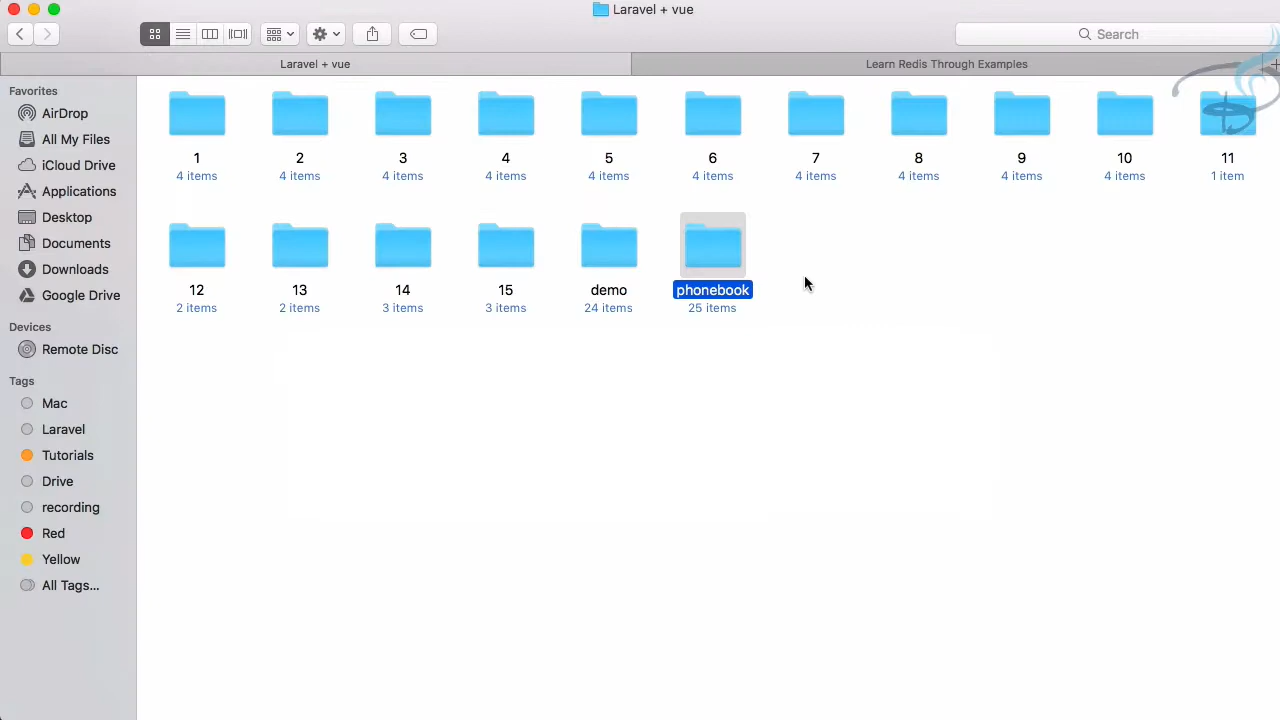 Laravel + vue
Search
Laravel + vue
Learn Redis Through Examples
Favorites
AirDrop
All My Files
iCloud Drive
Applications
Desktop
Documents
Downloads
Google Drive
Devices
Remote Disc
Tags
Mac
Laravel
Tutorials
Drive
recording
Red
Yellow
All Tags...
1 2 3 4 5 6 7 8 9 10 11
4 items 4 items 4 items 4 items 4 items 4 items 4 items 4 items 4 items 4 items 1 item
12 13 14 15 demo phonebook
2 items 2 items 3 items 3 items 24 items 25 items